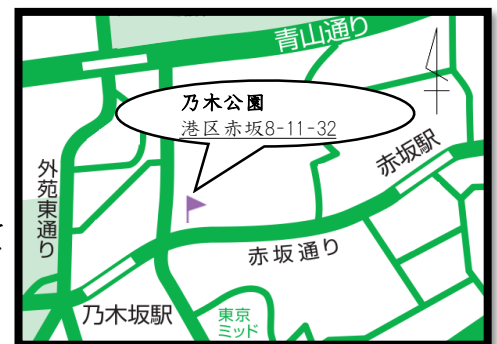 青山通り
乃木公園
港区赤坂8-11-32
赤坂駅
外苑東通り
赤坂通り
乃木坂駅
東京
ミッド